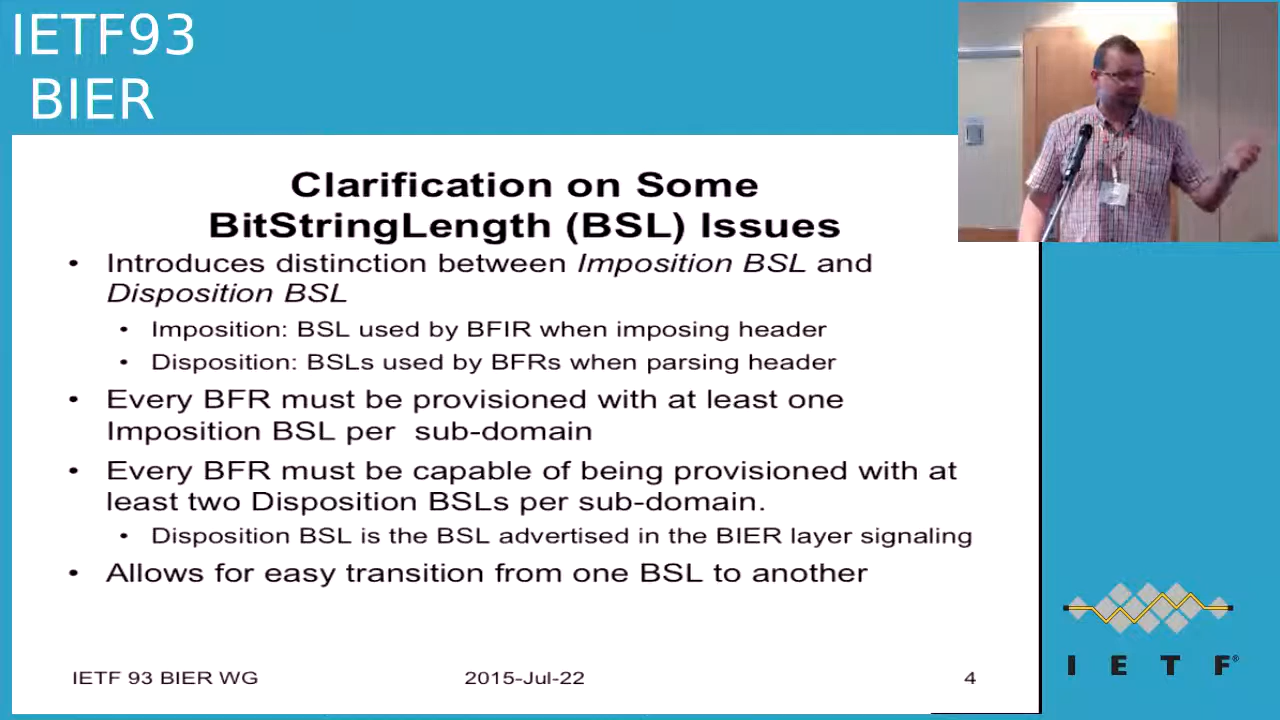 IETF93
BIER
Clarification on Some
BitStringLength (BSL) Issues
• Introduces distinction between Imposition BSL and
Disposition BSL
• Imposition: BSL used by BFIR when imposing header
• Disposition: BSLs used by BFRs when parsing header
• Every BFR must be provisioned with at least one
Imposition BSL per sub-domain
• Every BFR must be capable of being provisioned with at
least two Disposition BSLs per sub-domain.
• Disposition BSL is the BSL advertised in the BIER layer signaling
• Allows for easy transition from one BSL to another
IETF 93 BIER WG 2015-Jul-22 4
I E T F®